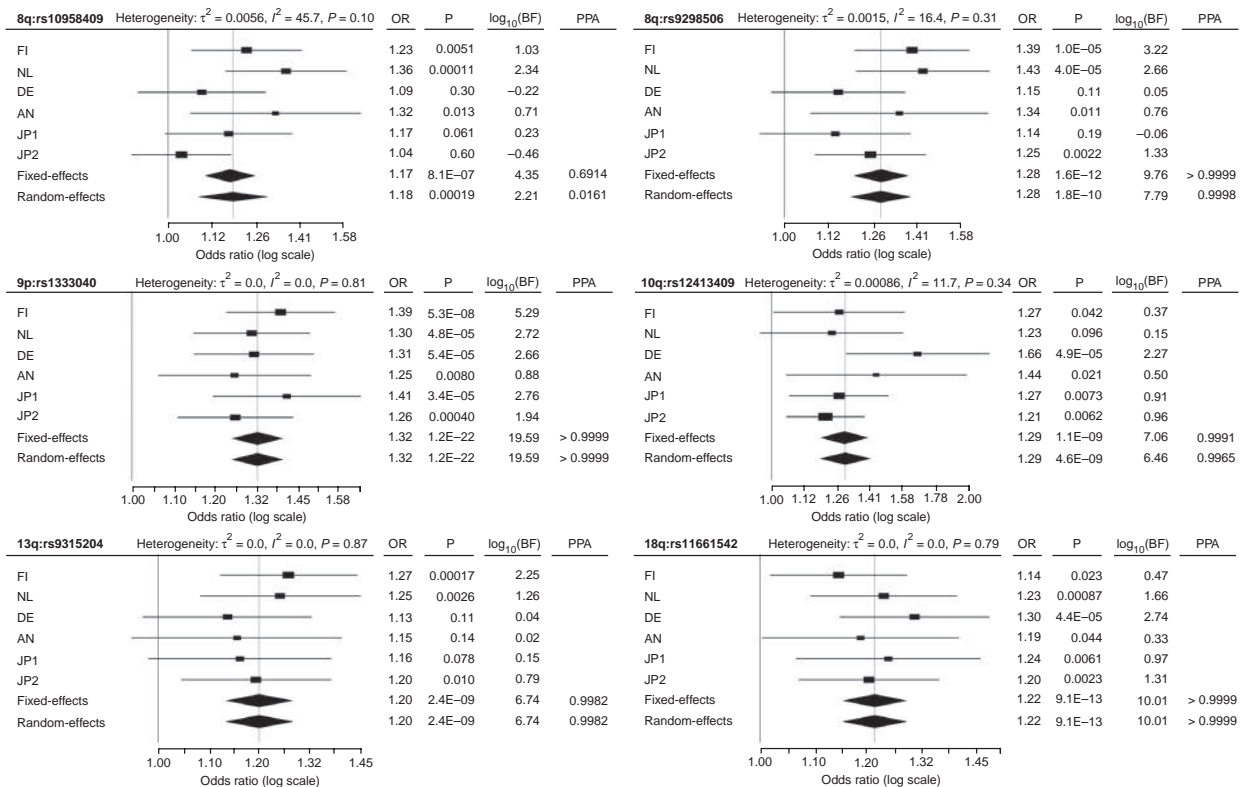 8q:rs10958409 Heterogeneity: τ² = 0.0056, I² = 45.7, P = 0.10 OR P log₁₀(BF) PPA
FI 1.23 0.0051 1.03
NL 1.36 0.00011 2.34
DE 1.09 0.30 –0.22
AN 1.32 0.013 0.71
JP1 1.17 0.061 0.23
JP2 1.04 0.60 –0.46
Fixed-effects 1.17 8.1E–07 4.35 0.6914
Random-effects 1.18 0.00019 2.21 0.0161
1.00 1.12 1.26 1.41 1.58
Odds ratio (log scale)
8q:rs9298506 Heterogeneity: τ² = 0.0015, I² = 16.4, P = 0.31 OR P log₁₀(BF) PPA
FI 1.39 1.0E–05 3.22
NL 1.43 4.0E–05 2.66
DE 1.15 0.11 0.05
AN 1.34 0.011 0.76
JP1 1.14 0.19 –0.06
JP2 1.25 0.0022 1.33
Fixed-effects 1.28 1.6E–12 9.76 > 0.9999
Random-effects 1.28 1.8E–10 7.79 0.9998
1.00 1.12 1.26 1.41 1.58
Odds ratio (log scale)
9p:rs1333040 Heterogeneity: τ² = 0.0, I² = 0.0, P = 0.81 OR P log₁₀(BF) PPA
FI 1.39 5.3E–08 5.29
NL 1.30 4.8E–05 2.72
DE 1.31 5.4E–05 2.66
AN 1.25 0.0080 0.88
JP1 1.41 3.4E–05 2.76
JP2 1.26 0.00040 1.94
Fixed-effects 1.32 1.2E–22 19.59 > 0.9999
Random-effects 1.32 1.2E–22 19.59 > 0.9999
1.00 1.10 1.20 1.32 1.45 1.58
Odds ratio (log scale)
10q:rs12413409 Heterogeneity: τ² = 0.00086, I² = 11.7, P = 0.34 OR P log₁₀(BF) PPA
FI 1.27 0.042 0.37
NL 1.23 0.096 0.15
DE 1.66 4.9E–05 2.27
AN 1.44 0.021 0.50
JP1 1.27 0.0073 0.91
JP2 1.21 0.0062 0.96
Fixed-effects 1.29 1.1E–09 7.06 0.9991
Random-effects 1.29 4.6E–09 6.46 0.9965
1.00 1.12 1.26 1.41 1.58 1.78 2.00
Odds ratio (log scale)
13q:rs9315204 Heterogeneity: τ² = 0.0, I² = 0.0, P = 0.87 OR P log₁₀(BF) PPA
FI 1.27 0.00017 2.25
NL 1.25 0.0026 1.26
DE 1.13 0.11 0.04
AN 1.15 0.14 0.02
JP1 1.16 0.078 0.15
JP2 1.20 0.010 0.79
Fixed-effects 1.20 2.4E–09 6.74 0.9982
Random-effects 1.20 2.4E–09 6.74 0.9982
1.00 1.10 1.20 1.32 1.45
Odds ratio (log scale)
18q:rs11661542 Heterogeneity: τ² = 0.0, I² = 0.0, P = 0.79 OR P log₁₀(BF) PPA
FI 1.14 0.023 0.47
NL 1.23 0.00087 1.66
DE 1.30 4.4E–05 2.74
AN 1.19 0.044 0.33
JP1 1.24 0.0061 0.97
JP2 1.20 0.0023 1.31
Fixed-effects 1.22 9.1E–13 10.01 > 0.9999
Random-effects 1.22 9.1E–13 10.01 > 0.9999
1.00 1.10 1.20 1.32 1.45
Odds ratio (log scale)